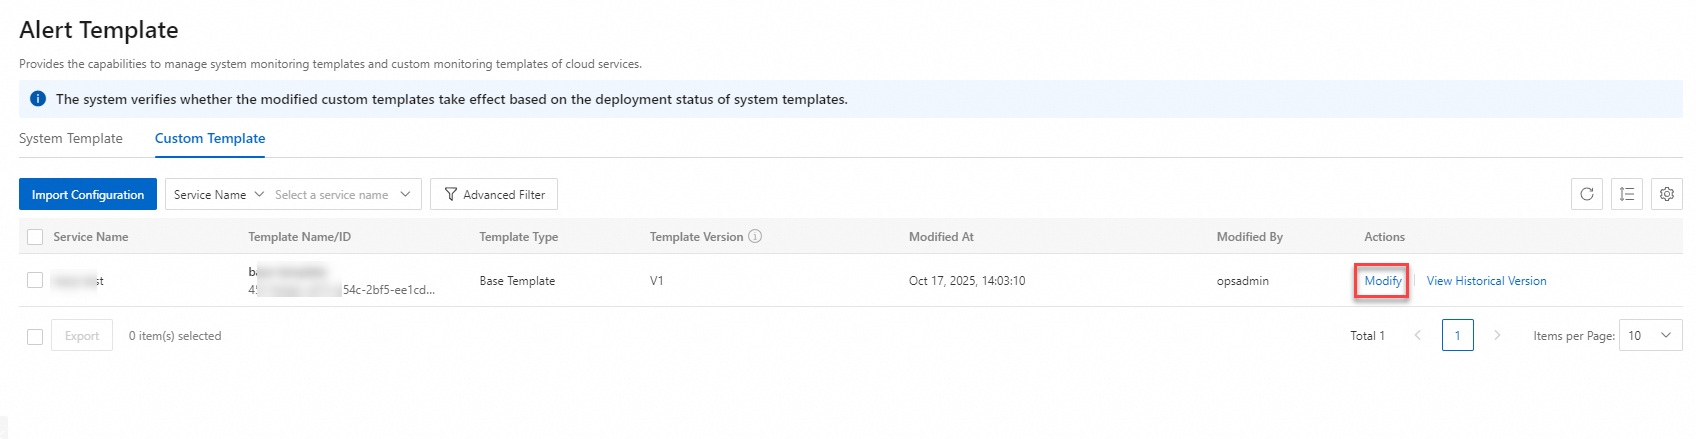 Alert Template
Provides the capabilities to manage system monitoring templates and custom monitoring templates of cloud services.
The system verifies whether the modified custom templates take effect based on the deployment status of system templates.
System Template Custom Template
Import Configuration Service Name Select a service name Advanced Filter
Service Name Template Name/ID Template Type Template Version Modified At Modified By Actions
Base Template V1 Oct 17, 2025, 14:03:10 opsadmin Modify View Historical Version
54c-2bf5-ee1cd...
Export 0 item(s) selected Total 1 1 Items per Page: 10